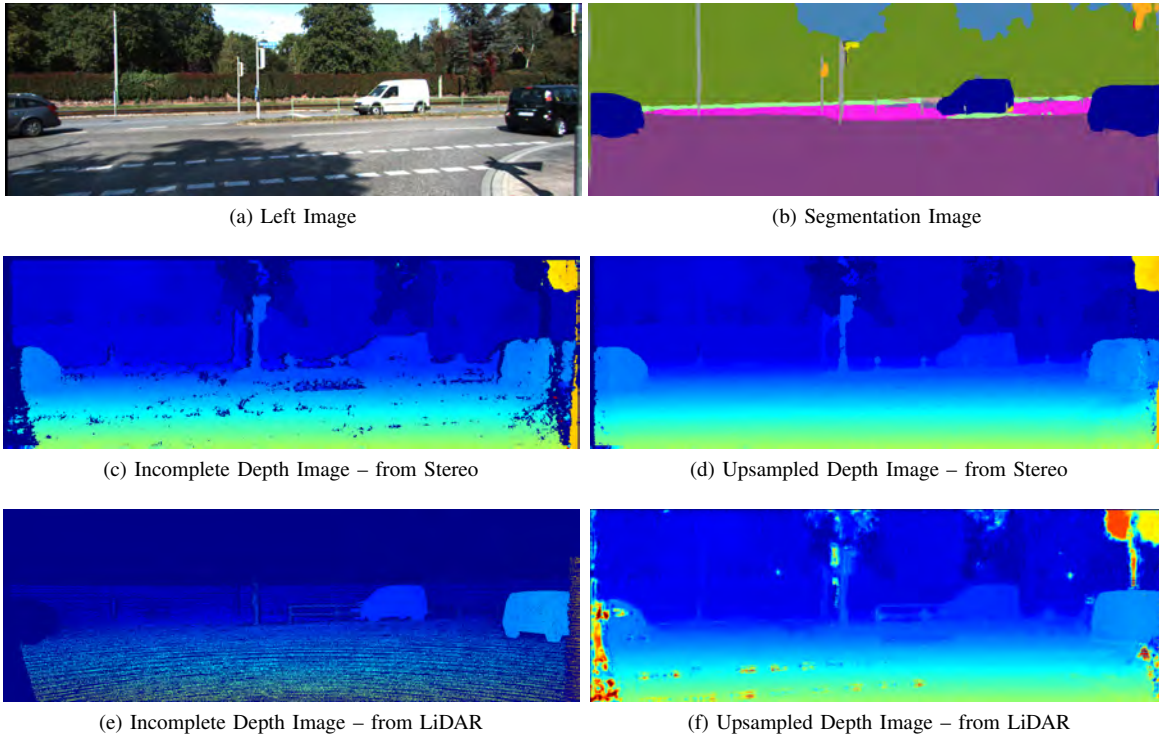 (a) Left Image
(b) Segmentation Image
(c) Incomplete Depth Image – from Stereo
(d) Upsampled Depth Image – from Stereo
(e) Incomplete Depth Image – from LiDAR
(f) Upsampled Depth Image – from LiDAR